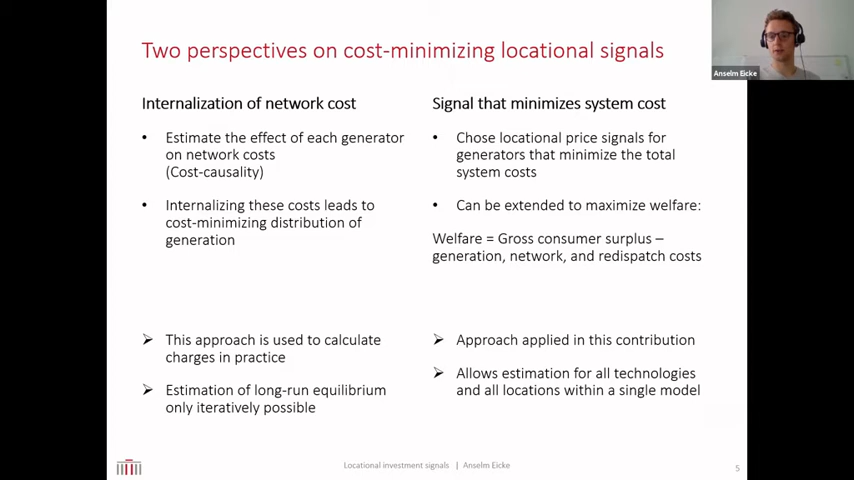 Two perspectives on cost-minimizing locational signals
Anselm Eicke
Internalization of network cost
• Estimate the effect of each generator
on network costs
(Cost-causality)
• Internalizing these costs leads to
cost-minimizing distribution of
generation
➢ This approach is used to calculate
charges in practice
➢ Estimation of long-run equilibrium
only iteratively possible
Signal that minimizes system cost
• Chose locational price signals for
generators that minimize the total
system costs
• Can be extended to maximize welfare:
Welfare = Gross consumer surplus –
generation, network, and redispatch costs
➢ Approach applied in this contribution
➢ Allows estimation for all technologies
and all locations within a single model
Locational investment signals | Anselm Eicke
5